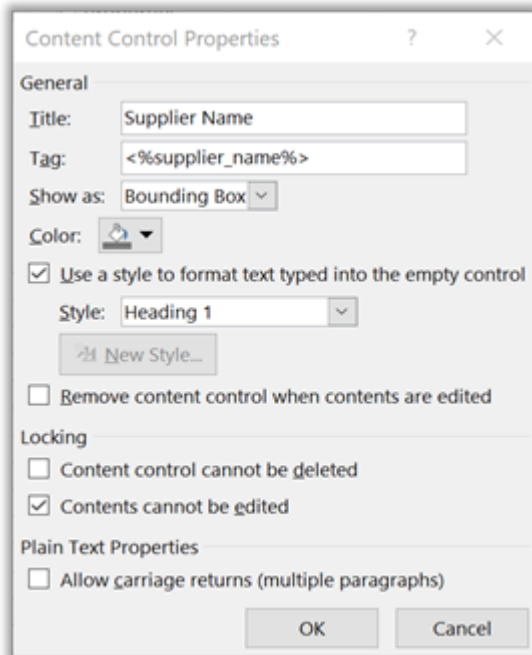 Content Control Properties ? ×
General
Title: Supplier Name
Tag: <%supplier_name%>
Show as: Bounding Box
Color:
Use a style to format text typed into the empty control
Style: Heading 1
New Style...
Remove content control when contents are edited
Locking
Content control cannot be deleted
Contents cannot be edited
Plain Text Properties
Allow carriage returns (multiple paragraphs)
OK Cancel